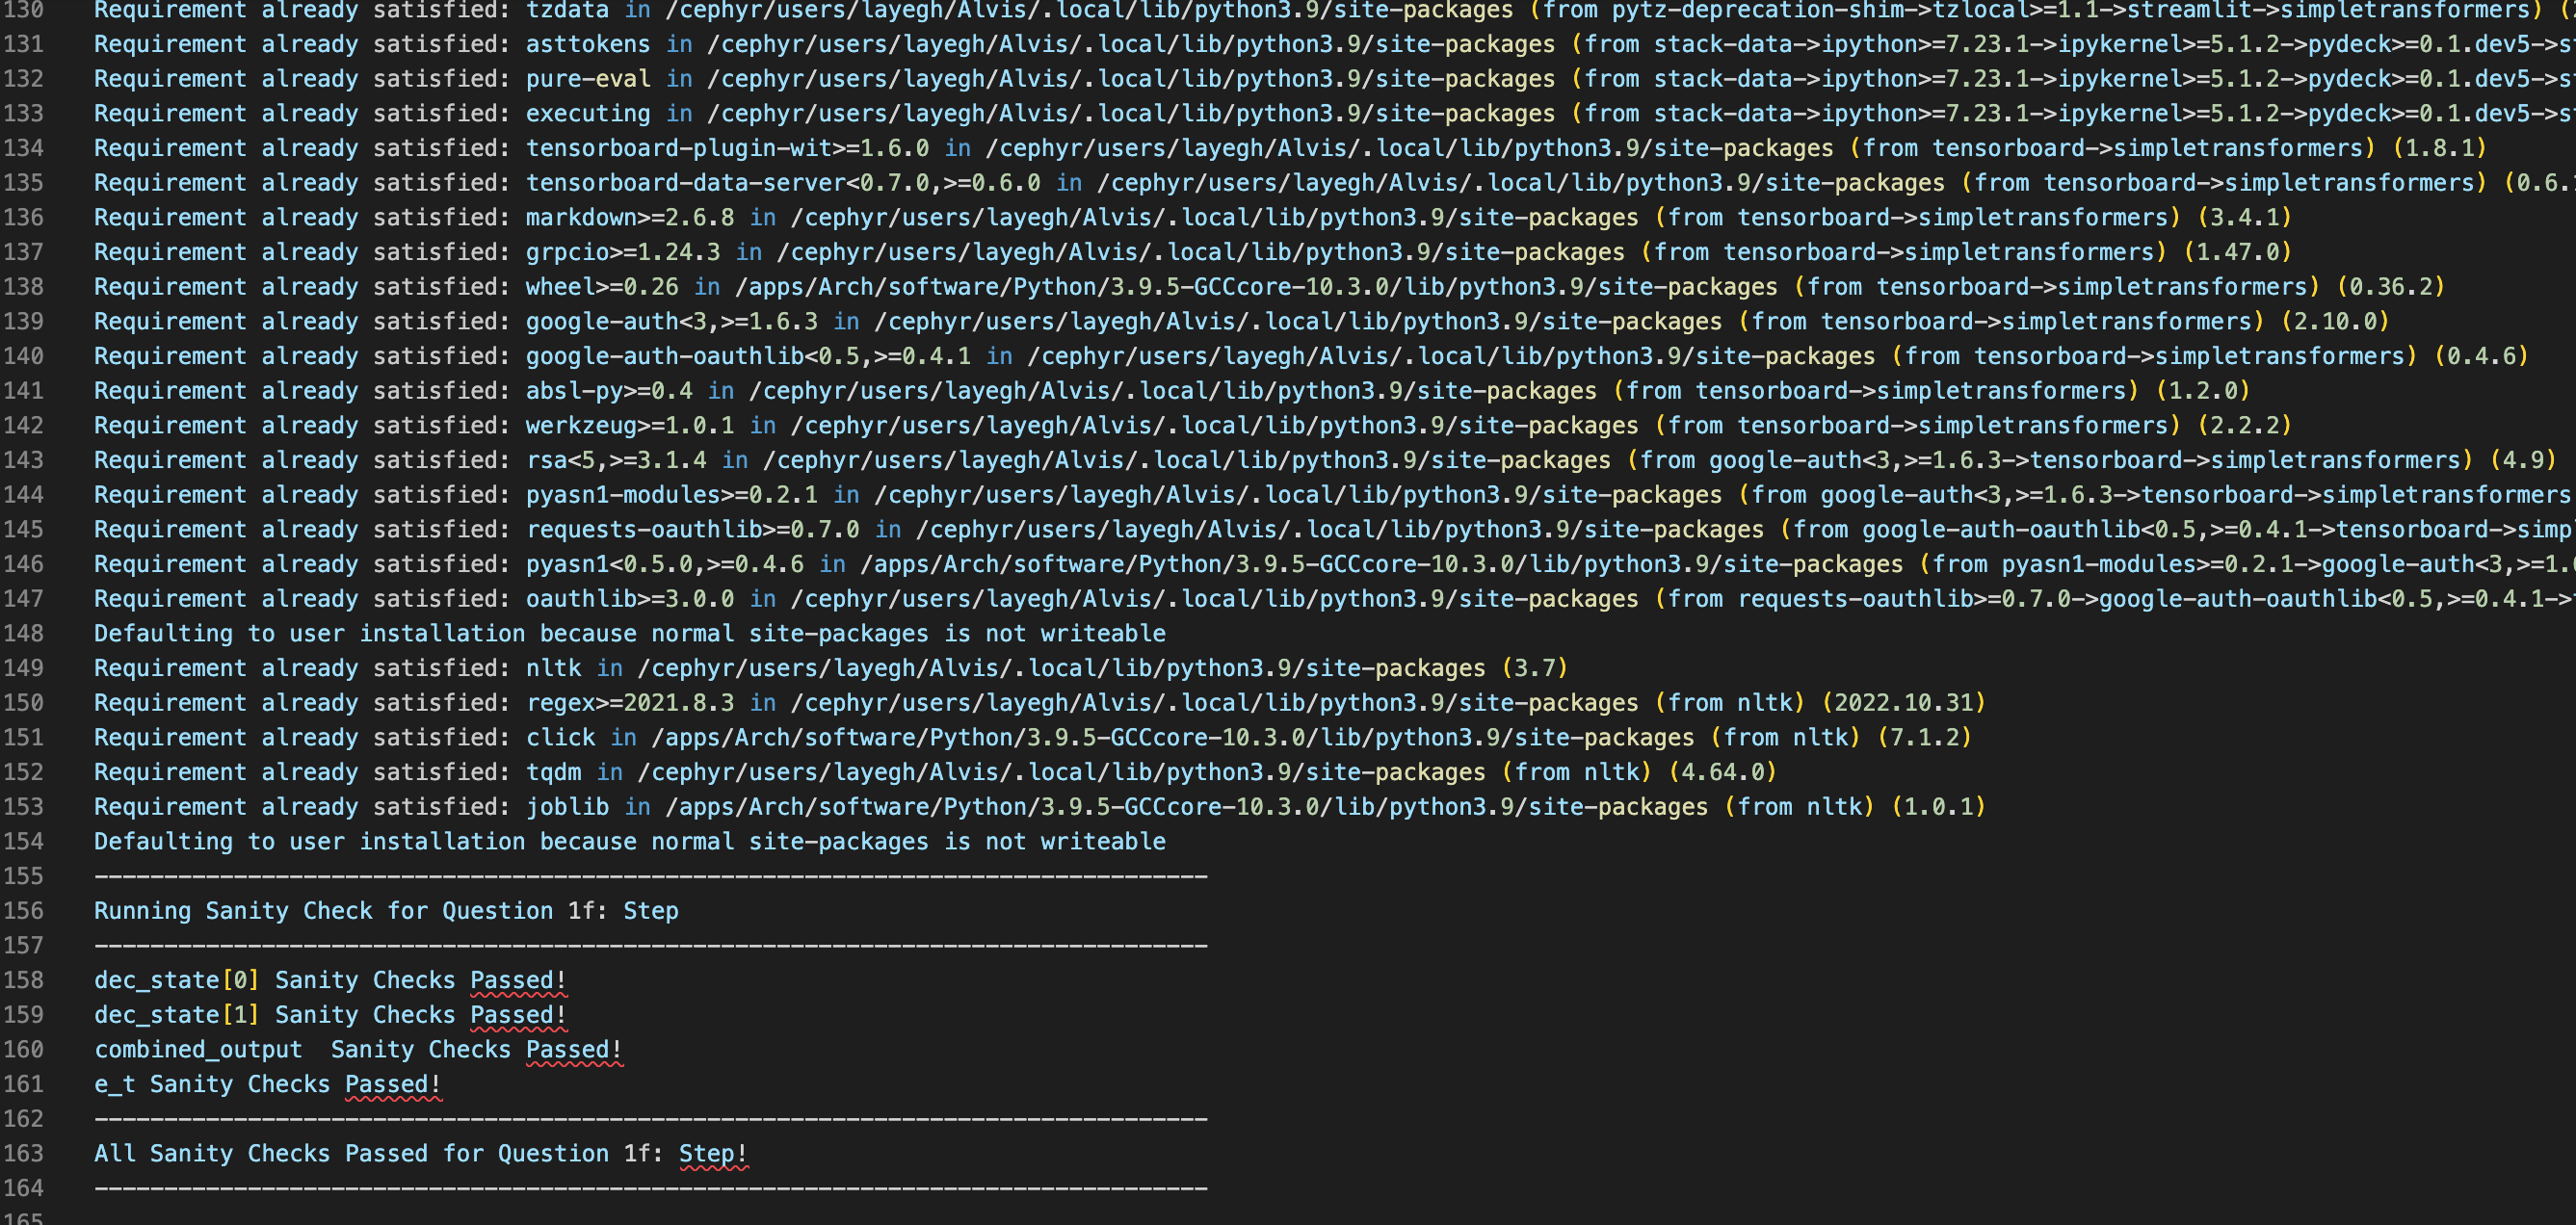 130 Requirement already satisfied: tzdata in /cephyr/users/layegh/Alvis/.local/lib/python3.9/site-packages (from pytz-deprecation-shim->tzlocal>=1.1->streamlit->simpletransformers)
131 Requirement already satisfied: asttokens in /cephyr/users/layegh/Alvis/.local/lib/python3.9/site-packages (from stack-data->ipython>=7.23.1->ipykernel>=5.1.2->pydeck>=0.1.dev5->s
132 Requirement already satisfied: pure-eval in /cephyr/users/layegh/Alvis/.local/lib/python3.9/site-packages (from stack-data->ipython>=7.23.1->ipykernel>=5.1.2->pydeck>=0.1.dev5->s
133 Requirement already satisfied: executing in /cephyr/users/layegh/Alvis/.local/lib/python3.9/site-packages (from stack-data->ipython>=7.23.1->ipykernel>=5.1.2->pydeck>=0.1.dev5->s
134 Requirement already satisfied: tensorboard-plugin-wit>=1.6.0 in /cephyr/users/layegh/Alvis/.local/lib/python3.9/site-packages (from tensorboard->simpletransformers) (1.8.1)
135 Requirement already satisfied: tensorboard-data-server<0.7.0,>=0.6.0 in /cephyr/users/layegh/Alvis/.local/lib/python3.9/site-packages (from tensorboard->simpletransformers) (0.6.
136 Requirement already satisfied: markdown>=2.6.8 in /cephyr/users/layegh/Alvis/.local/lib/python3.9/site-packages (from tensorboard->simpletransformers) (3.4.1)
137 Requirement already satisfied: grpcio>=1.24.3 in /cephyr/users/layegh/Alvis/.local/lib/python3.9/site-packages (from tensorboard->simpletransformers) (1.47.0)
138 Requirement already satisfied: wheel>=0.26 in /apps/Arch/software/Python/3.9.5-GCCcore-10.3.0/lib/python3.9/site-packages (from tensorboard->simpletransformers) (0.36.2)
139 Requirement already satisfied: google-auth<3,>=1.6.3 in /cephyr/users/layegh/Alvis/.local/lib/python3.9/site-packages (from tensorboard->simpletransformers) (2.10.0)
140 Requirement already satisfied: google-auth-oauthlib<0.5,>=0.4.1 in /cephyr/users/layegh/Alvis/.local/lib/python3.9/site-packages (from tensorboard->simpletransformers) (0.4.6)
141 Requirement already satisfied: absl-py>=0.4 in /cephyr/users/layegh/Alvis/.local/lib/python3.9/site-packages (from tensorboard->simpletransformers) (1.2.0)
142 Requirement already satisfied: werkzeug>=1.0.1 in /cephyr/users/layegh/Alvis/.local/lib/python3.9/site-packages (from tensorboard->simpletransformers) (2.2.2)
143 Requirement already satisfied: rsa<5,>=3.1.4 in /cephyr/users/layegh/Alvis/.local/lib/python3.9/site-packages (from google-auth<3,>=1.6.3->tensorboard->simpletransformers) (4.9)
144 Requirement already satisfied: pyasn1-modules>=0.2.1 in /cephyr/users/layegh/Alvis/.local/lib/python3.9/site-packages (from google-auth<3,>=1.6.3->tensorboard->simpletransformers
145 Requirement already satisfied: requests-oauthlib>=0.7.0 in /cephyr/users/layegh/Alvis/.local/lib/python3.9/site-packages (from google-auth-oauthlib<0.5,>=0.4.1->tensorboard->simp
146 Requirement already satisfied: pyasn1<0.5.0,>=0.4.6 in /apps/Arch/software/Python/3.9.5-GCCcore-10.3.0/lib/python3.9/site-packages (from pyasn1-modules>=0.2.1->google-auth<3,>=1.
147 Requirement already satisfied: oauthlib>=3.0.0 in /cephyr/users/layegh/Alvis/.local/lib/python3.9/site-packages (from requests-oauthlib>=0.7.0->google-auth-oauthlib<0.5,>=0.4.1->
148 Defaulting to user installation because normal site-packages is not writeable
149 Requirement already satisfied: nltk in /cephyr/users/layegh/Alvis/.local/lib/python3.9/site-packages (3.7)
150 Requirement already satisfied: regex>=2021.8.3 in /cephyr/users/layegh/Alvis/.local/lib/python3.9/site-packages (from nltk) (2022.10.31)
151 Requirement already satisfied: click in /apps/Arch/software/Python/3.9.5-GCCcore-10.3.0/lib/python3.9/site-packages (from nltk) (7.1.2)
152 Requirement already satisfied: tqdm in /cephyr/users/layegh/Alvis/.local/lib/python3.9/site-packages (from nltk) (4.64.0)
153 Requirement already satisfied: joblib in /apps/Arch/software/Python/3.9.5-GCCcore-10.3.0/lib/python3.9/site-packages (from nltk) (1.0.1)
154 Defaulting to user installation because normal site-packages is not writeable
155 --------------------------------------------------------------------------------
156 Running Sanity Check for Question 1f: Step
157 --------------------------------------------------------------------------------
158 dec_state[0] Sanity Checks Passed!
159 dec_state[1] Sanity Checks Passed!
160 combined_output  Sanity Checks Passed!
161 e_t Sanity Checks Passed!
162 --------------------------------------------------------------------------------
163 All Sanity Checks Passed for Question 1f: Step!
164 --------------------------------------------------------------------------------
165